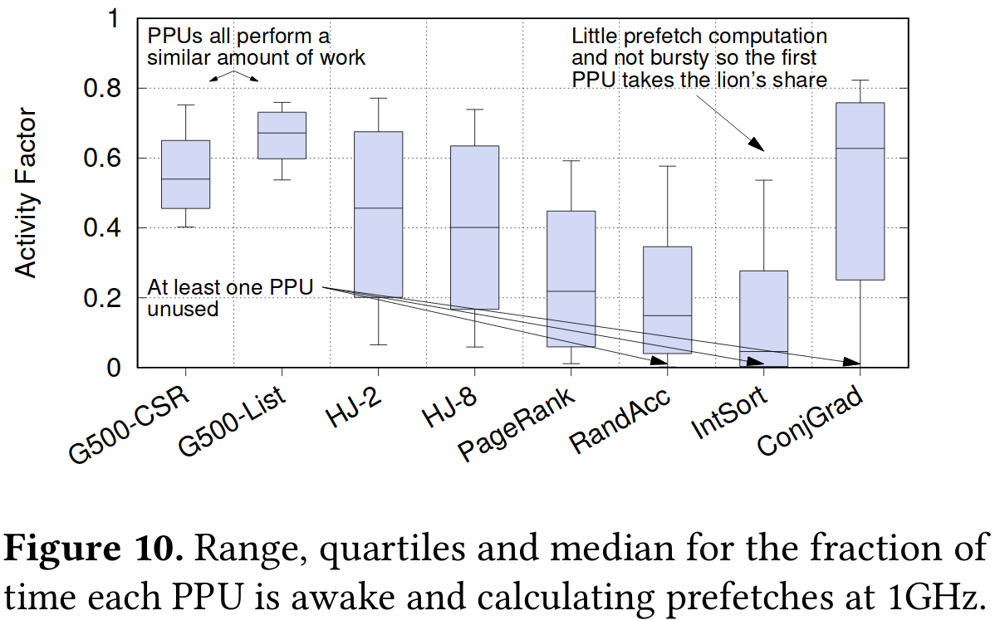 1
0.8
0.6
0.4
0.2
0
Activity Factor
PPUs all perform a
similar amount of work
Little prefetch computation
and not bursty so the first
PPU takes the lion's share
At least one PPU
unused
G500-CSR
G500-List
HJ-2
HJ-8
PageRank
RandAcc
IntSort
ConjGrad
Figure 10. Range, quartiles and median for the fraction of
time each PPU is awake and calculating prefetches at 1GHz.